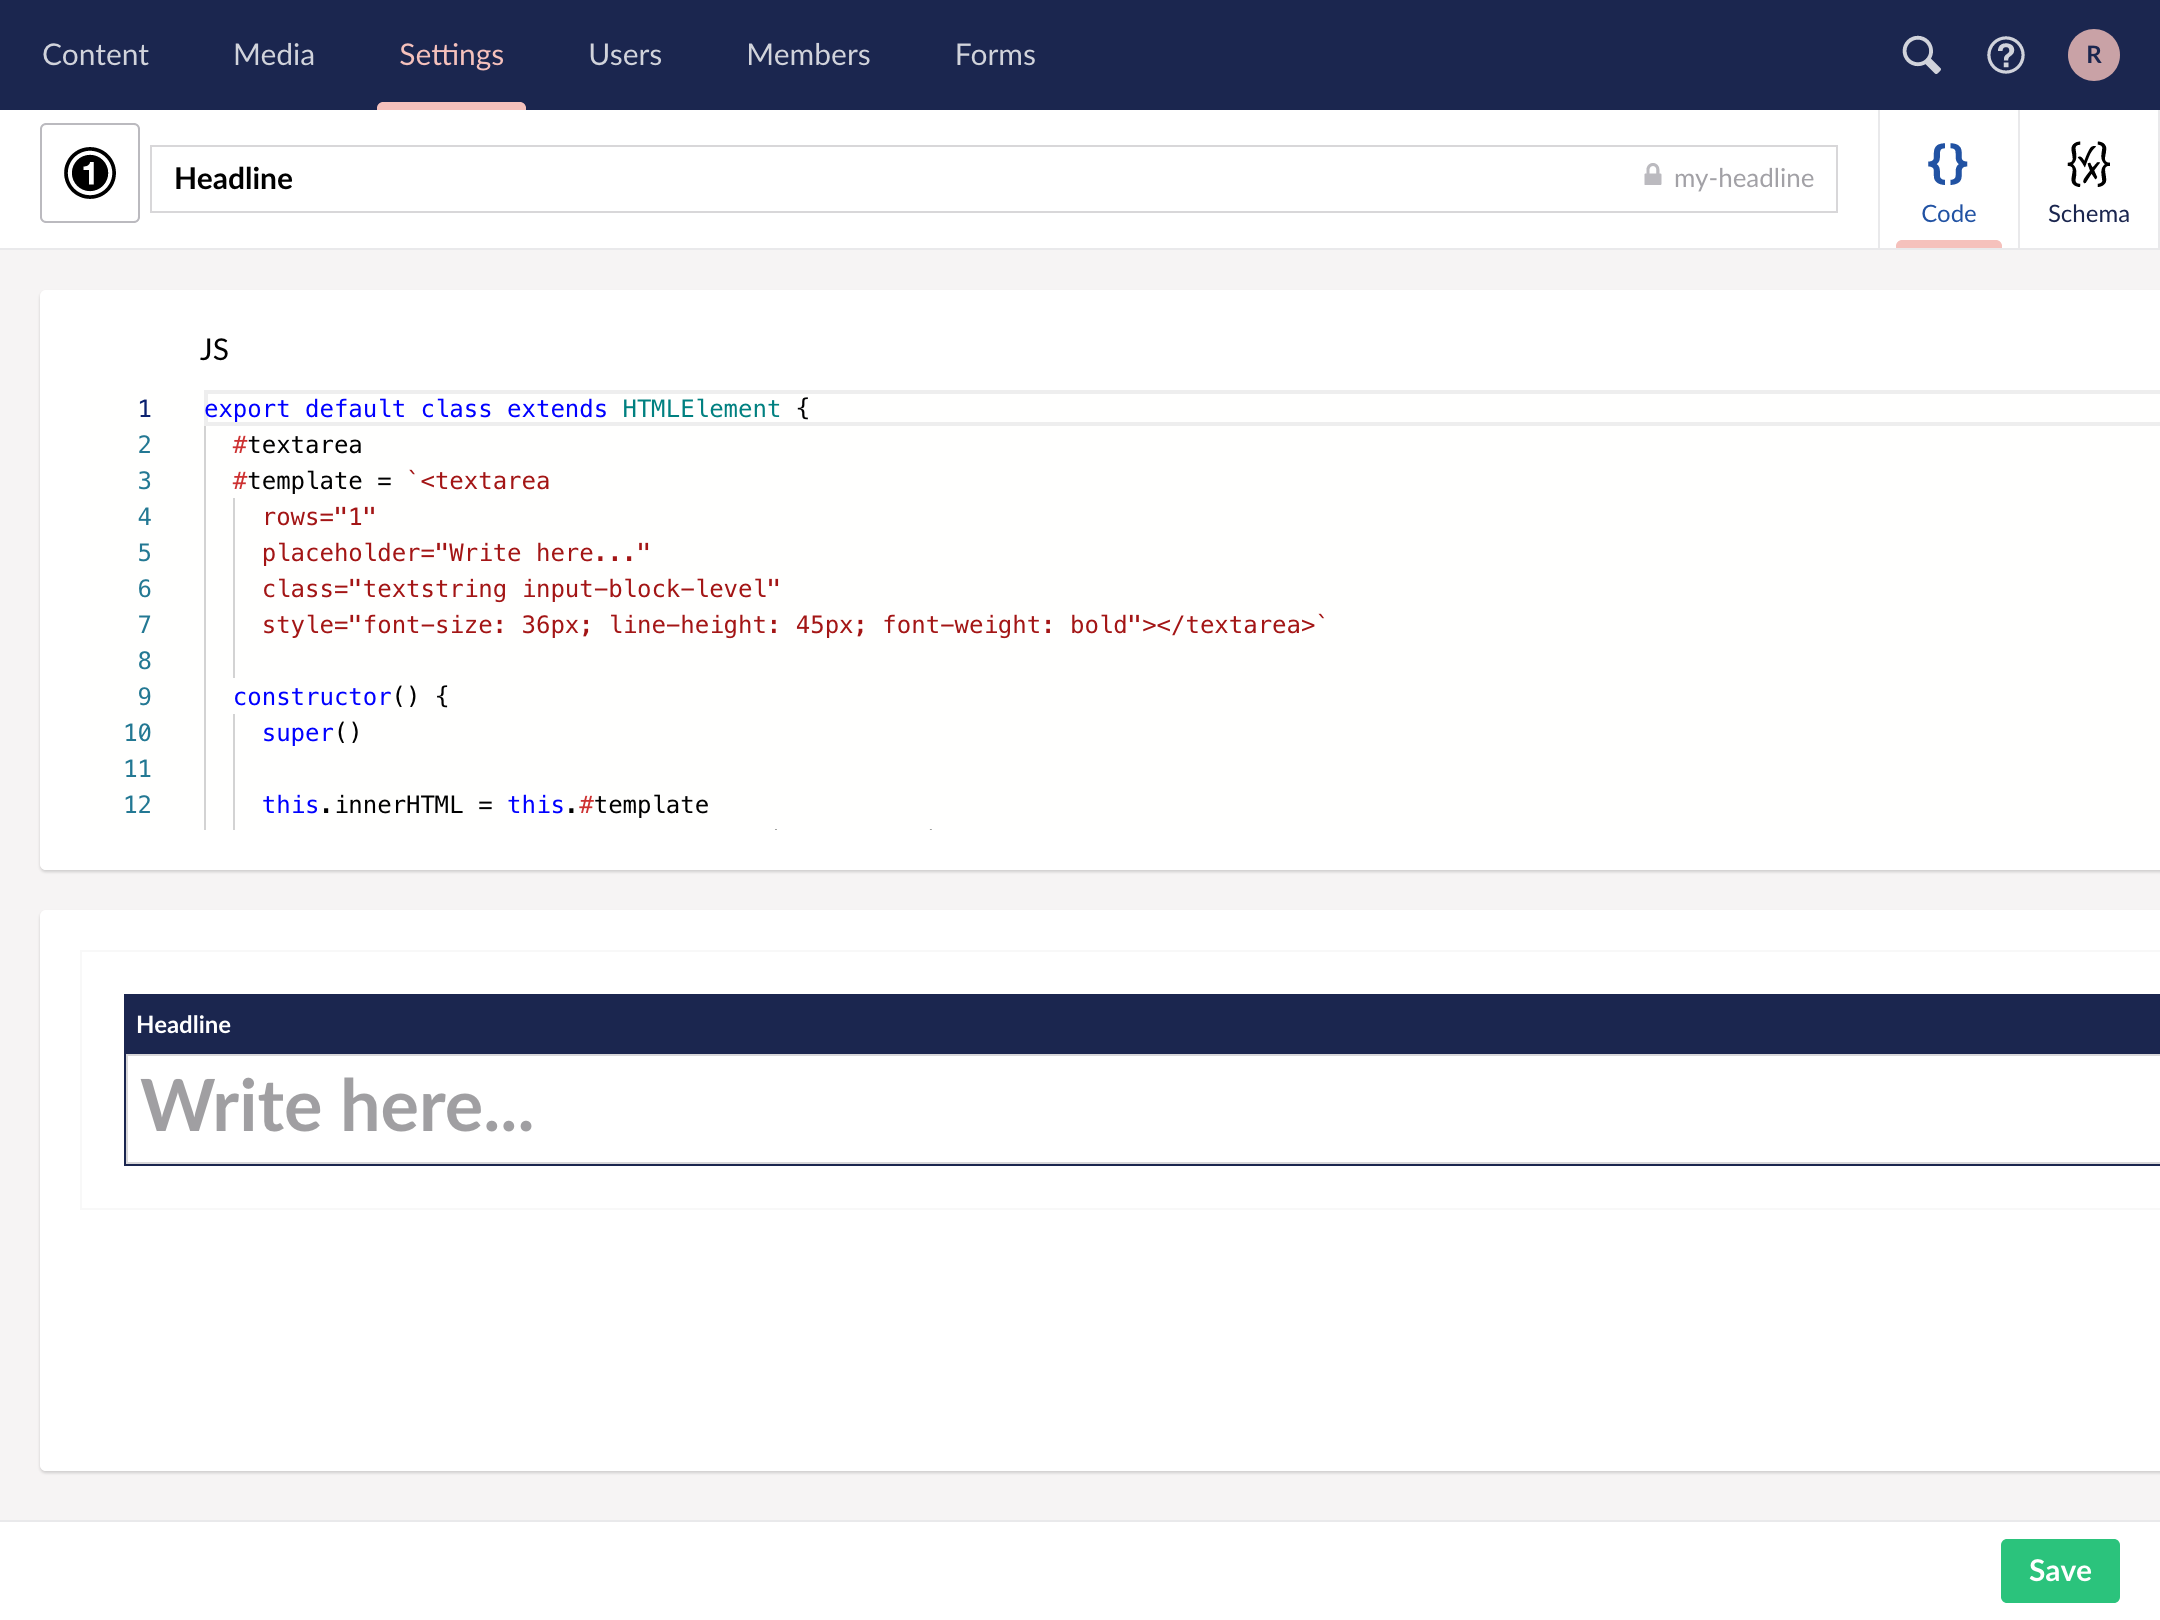 Content Media Settings Users Members Forms R
1 Headline my-headline Code Schema
JS
1 export default class extends HTMLElement {
2 #textarea
3 #template = `<textarea
4 rows="1"
5 placeholder="Write here..."
6 class="textstring input-block-level"
7 style="font-size: 36px; line-height: 45px; font-weight: bold"></textarea>`
8
9 constructor() {
10 super()
11
12 this.innerHTML = this.#template
Headline
Write here...
Save